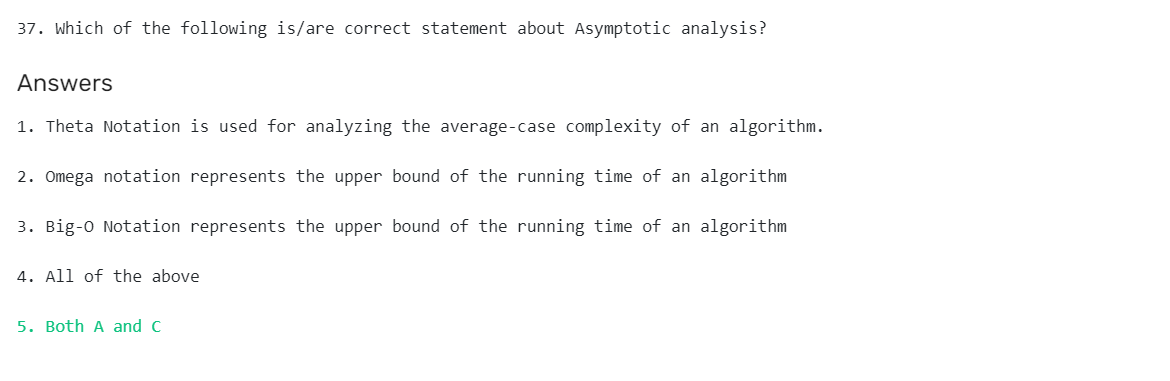 37. Which of the following is/are correct statement about Asymptotic analysis?
Answers
1. Theta Notation is used for analyzing the average-case complexity of an algorithm.
2. Omega notation represents the upper bound of the running time of an algorithm
3. Big-O Notation represents the upper bound of the running time of an algorithm
4. All of the above
5. Both A and C